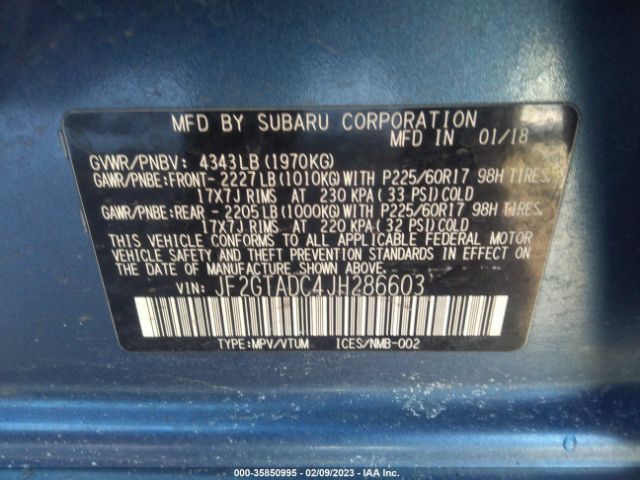 MFD BY SUBARU CORPORATION
MFD IN 01/18
GVWR/PNBV: 4343LB(1970KG)
GAWR/PNBE:FRONT- 2227LB(1010KG)WITH P225/60R17 98H TIRES,
17X7J RIMS AT 230 KPA(33 PSI)COLD
GAWR/PNBE:REAR - 2205LB(1000KG)WITH P225/60R17 98H TIRES,
17X7J RIMS AT 220 KPA(32 PSI)COLD
THIS VEHICLE CONFORMS TO ALL APPLICABLE FEDERAL MOTOR
VEHICLE SAFETY AND THEFT PREVENTION STANDARDS IN EFFECT ON
THE DATE OF MANUFACTURE SHOWN ABOVE.
VIN: JF2GTADC4JH286603
TYPE:MPV/VTUM ICES/NMB-002
000-35850995 - 02/09/2023 - IAA Inc.